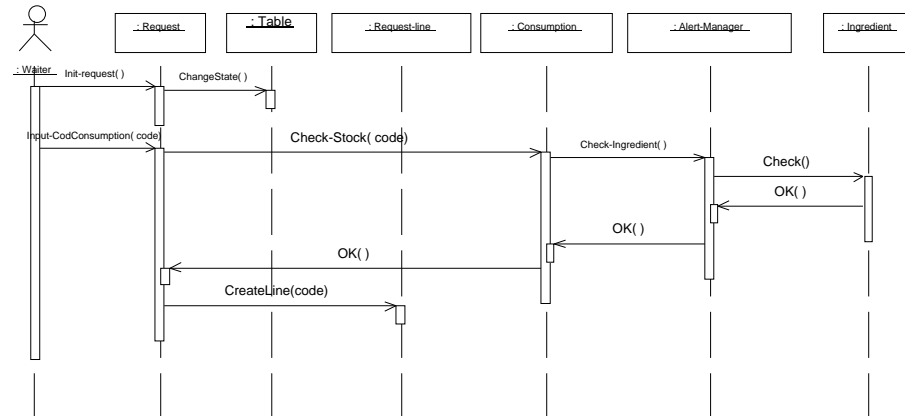 : Request
: Table
: Request-line
: Consumption
: Alert-Manager
: Ingredient
: Waiter
Init-request( )
ChangeState( )
Input-CodConsumption( code)
Check-Stock( code)
Check-Ingredient( )
Check()
OK( )
OK( )
OK( )
CreateLine(code)